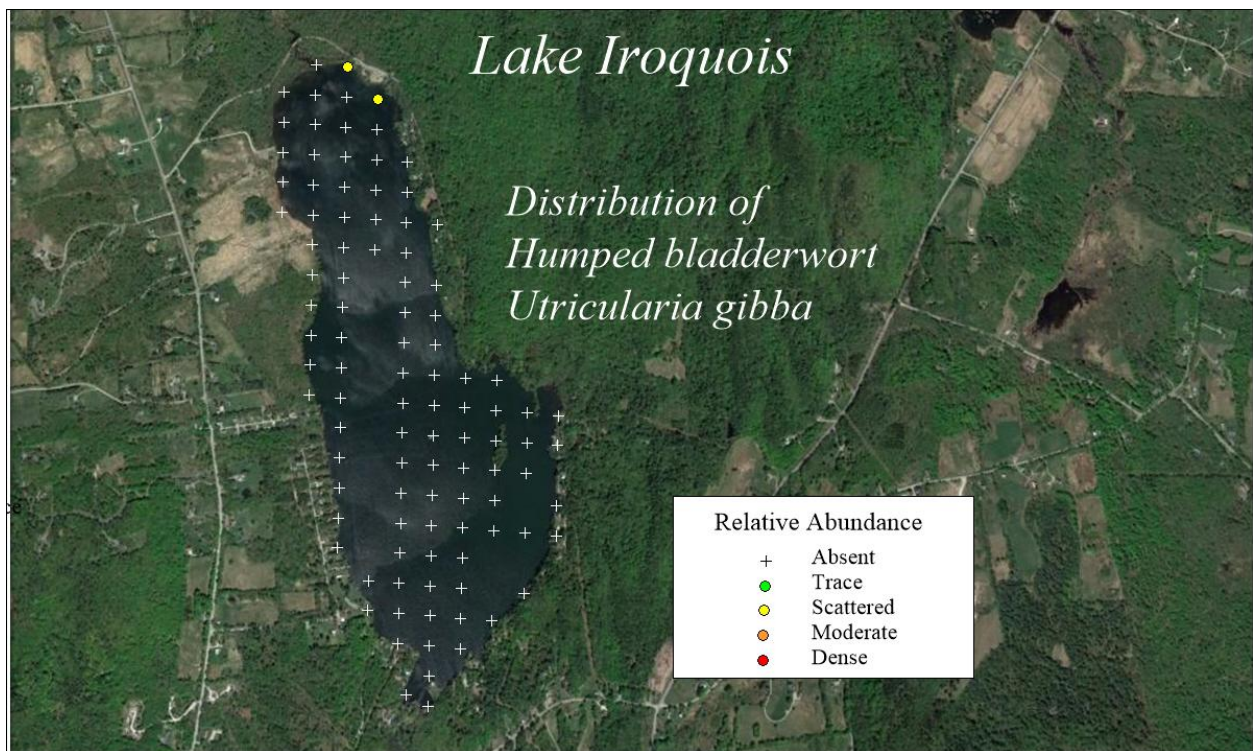 Lake Iroquois
Distribution of
Humped bladderwort
Utricularia gibba
Relative Abundance
Absent
Trace
Scattered
Moderate
Dense